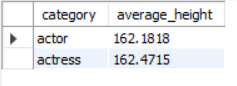 category average_height
actor 162.1818
actress 162.4715